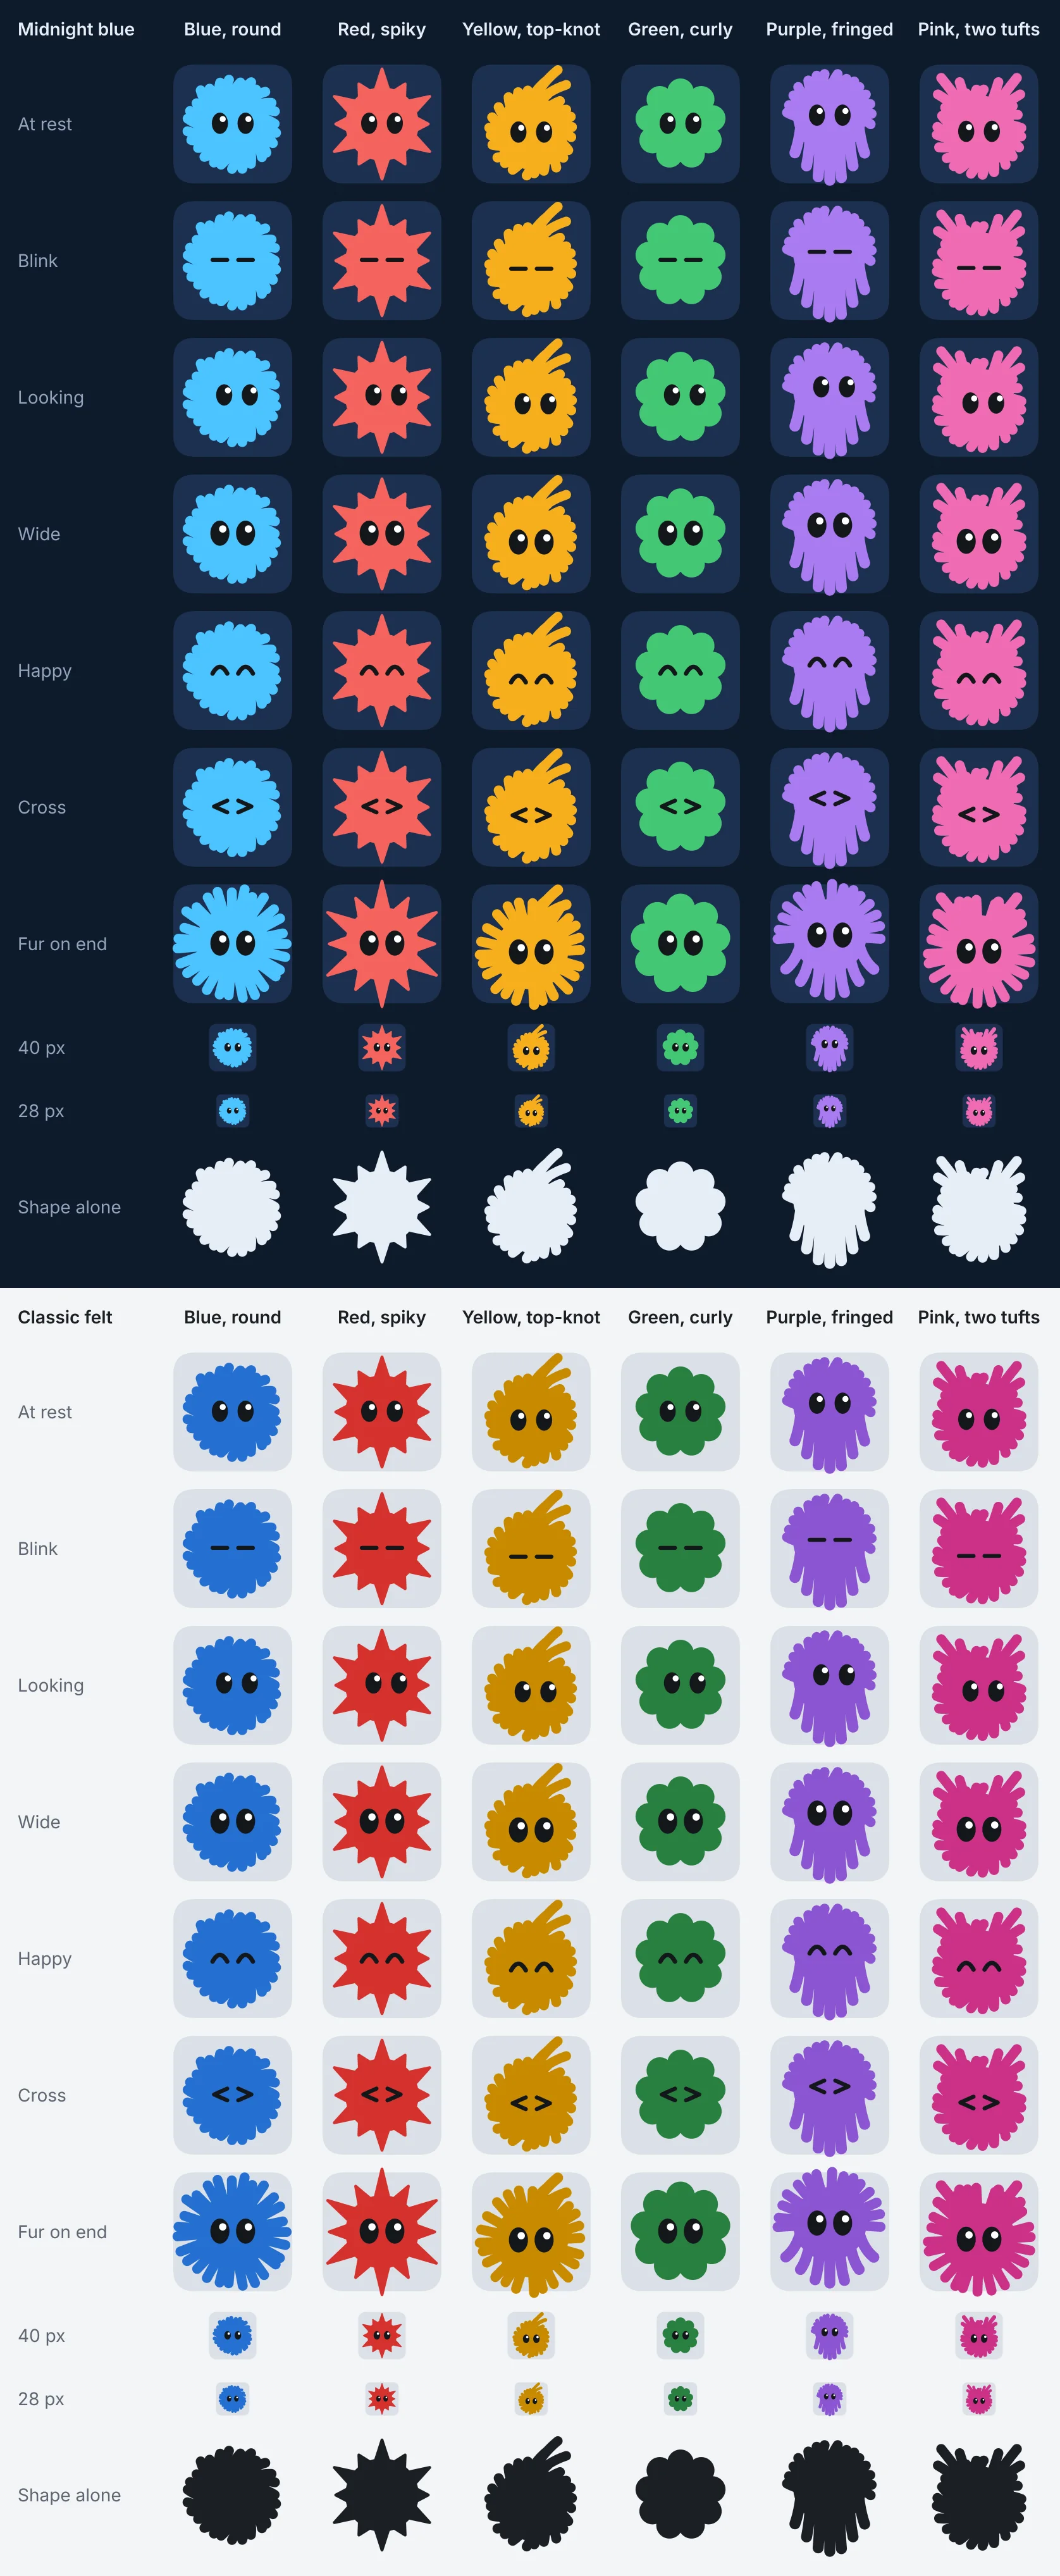 Midnight blue Blue, round Red, spiky Yellow, top-knot Green, curly Purple, fringed Pink, two tufts
At rest
Blink
Looking
Wide
Happy
Cross
Fur on end
40 px
28 px
Shape alone
Classic felt Blue, round Red, spiky Yellow, top-knot Green, curly Purple, fringed Pink, two tufts
At rest
Blink
Looking
Wide
Happy
Cross
Fur on end
40 px
28 px
Shape alone